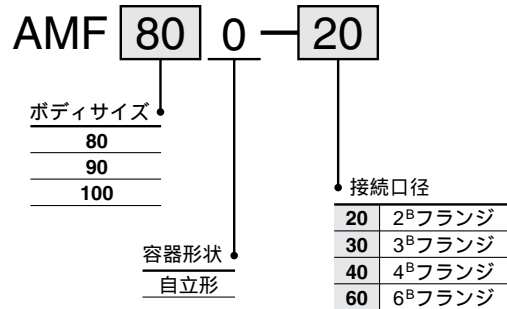 AMF 80 0 — 20
ボディサイズ
80
90
100
容器形状
自立形
接続口径
20 2ᴮフランジ
30 3ᴮフランジ
40 4ᴮフランジ
60 6ᴮフランジ